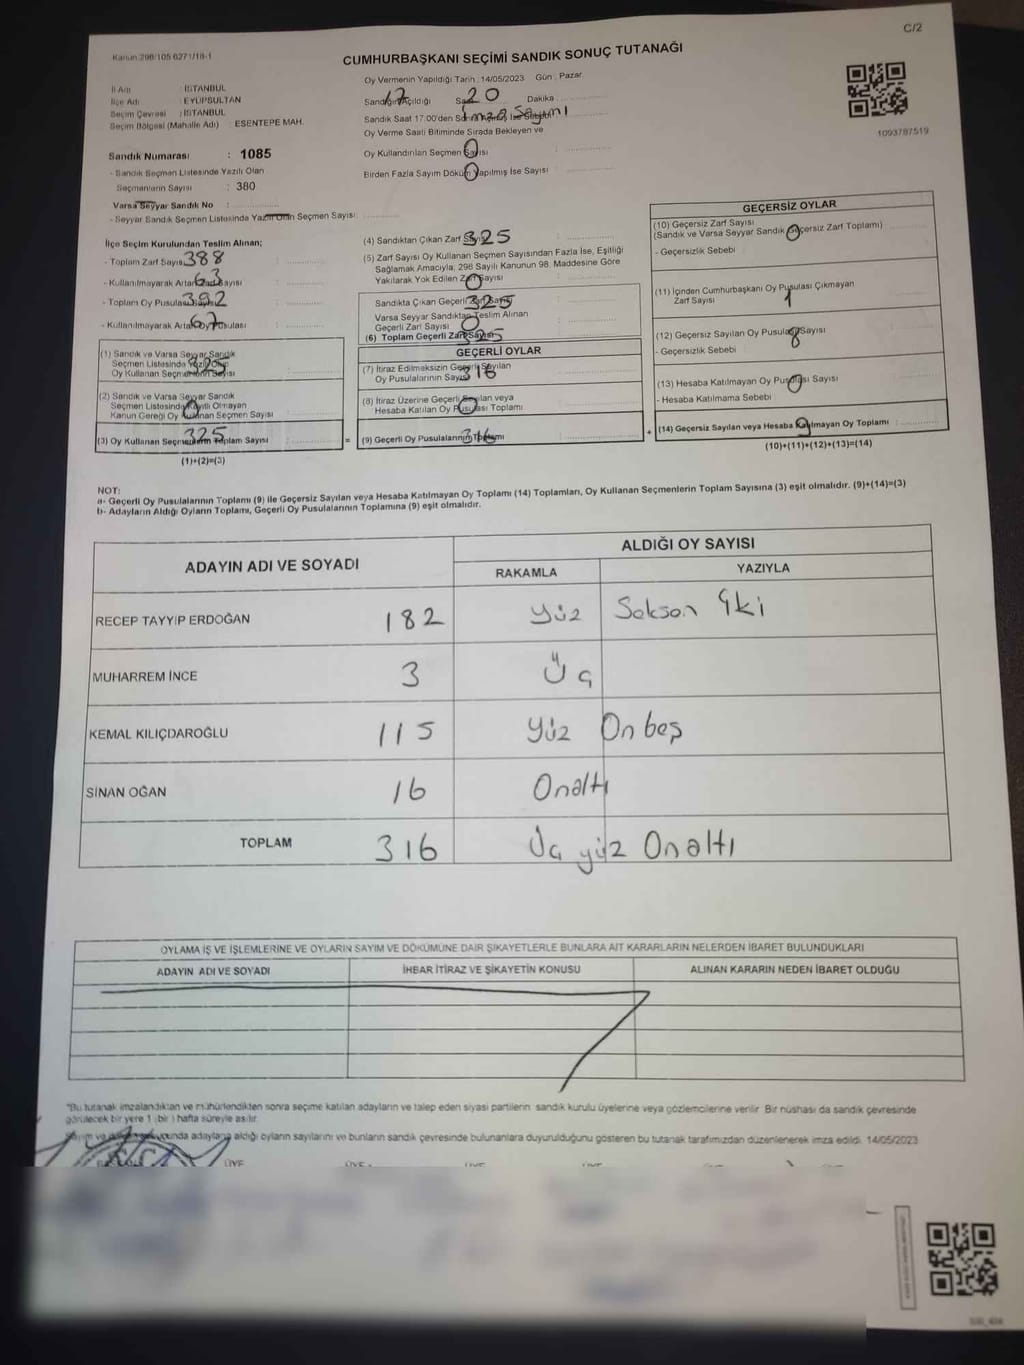 C/2
Kanun 298/105 6271/18-1
CUMHURBAŞKANI SEÇİMİ SANDIK SONUÇ TUTANAĞI
1093787519
İl Adı : İSTANBUL
İlçe Adı : EYÜPSULTAN
Seçim Çevresi : İSTANBUL
Seçim Bölgesi (Mahalle Adı) : ESENTEPE MAH.
Sandık Numarası : 1085
- Sandık Seçmen Listesinde Yazılı Olan
Seçmenlerin Sayısı : 380
Varsa Seyyar Sandık No :
- Seyyar Sandık Seçmen Listesinde Yazılı Olan Seçmen Sayısı:
Oy Vermenin Yapıldığı Tarih : 14/05/2023 Gün : Pazar
Sandığın Açıldığı 17 Saat 20 Dakika
Sandık Saat 17.00'den Sonra Açılmış İse Sebebi İmza Sayımı
Oy Verme Saati Bitiminde Sırada Bekleyen ve
Oy Kullandırılan Seçmen Sayısı 0
Birden Fazla Sayım Döküm Yapılmış İse Sayısı 0
İlçe Seçim Kurulundan Teslim Alınan;
- Toplam Zarf Sayısı 388
- Kullanılmayarak Artan Zarf Sayısı 63
- Toplam Oy Pusulası Sayısı 392
- Kullanılmayarak Artan Oy Pusulası 67
(1) Sandık ve Varsa Seyyar Sandık
Seçmen Listesinde Yazılı Olup
Oy Kullanan Seçmenlerin Sayısı 325
(2) Sandık ve Varsa Seyyar Sandık
Seçmen Listesinde Kayıtlı Olmayan
Kanun Gereği Oy Kullanan Seçmen Sayısı 0
(3) Oy Kullanan Seçmenlerin Toplam Sayısı 325
(1)+(2)=(3)
(4) Sandıktan Çıkan Zarf Sayısı 325
(5) Zarf Sayısı Oy Kullanan Seçmen Sayısından Fazla İse, Eşitliği
Sağlamak Amacıyla, 298 Sayılı Kanunun 98. Maddesine Göre
Yakılarak Yok Edilen Zarf Sayısı 0
Sandıkta Çıkan Geçerli Zarf Sayısı 325
Varsa Seyyar Sandıktan Teslim Alınan
Geçerli Zarf Sayısı 0
(6) Toplam Geçerli Zarf Sayısı 325
GEÇERLİ OYLAR
(7) İtiraz Edilmeksizin Geçerli Sayılan
Oy Pusulalarının Sayısı 316
(8) İtiraz Üzerine Geçerli Sayılan veya
Hesaba Katılan Oy Pusulası Toplamı 0
= (9) Geçerli Oy Pusulalarının Toplamı 316
GEÇERSİZ OYLAR
(10) Geçersiz Zarf Sayısı
(Sandık ve Varsa Seyyar Sandık Geçersiz Zarf Toplamı) 0
- Geçersizlik Sebebi
(11) İçinden Cumhurbaşkanı Oy Pusulası Çıkmayan
Zarf Sayısı 1
(12) Geçersiz Sayılan Oy Pusulası Sayısı 8
- Geçersizlik Sebebi
(13) Hesaba Katılmayan Oy Pusulası Sayısı 0
- Hesaba Katılmama Sebebi
+ (14) Geçersiz Sayılan veya Hesaba Katılmayan Oy Toplamı 9
(10)+(11)+(12)+(13)=(14)
NOT:
a- Geçerli Oy Pusulalarının Toplamı (9) ile Geçersiz Sayılan veya Hesaba Katılmayan Oy Toplamı (14) Toplamları, Oy Kullanan Seçmenlerin Toplam Sayısına (3) eşit olmalıdır. (9)+(14)=(3)
b- Adayların Aldığı Oyların Toplamı, Geçerli Oy Pusulalarının Toplamına (9) eşit olmalıdır.
ADAYIN ADI VE SOYADI ALDIĞI OY SAYISI
RAKAMLA YAZIYLA
RECEP TAYYİP ERDOĞAN 182 Yüz Seksen iki
MUHARREM İNCE 3 Üç
KEMAL KILIÇDAROĞLU 115 Yüz On beş
SİNAN OĞAN 16 Onaltı
TOPLAM 316 Üç yüz Onaltı
OYLAMA İŞ VE İŞLEMLERİNE VE OYLARIN SAYIM VE DÖKÜMÜNE DAİR ŞİKAYETLERLE BUNLARA AİT KARARLARIN NELERDEN İBARET BULUNDUKLARI
ADAYIN ADI VE SOYADI İHBAR İTİRAZ VE ŞİKAYETİN KONUSU ALINAN KARARIN NEDEN İBARET OLDUĞU
"Bu tutanak imzalandıktan ve mühürlendikten sonra seçime katılan adayların ve talep eden siyasi partilerin sandık kurulu üyelerine veya gözlemcilerine verilir. Bir nüshası da sandık çevresinde
görülecek bir yere 1 (bir) hafta süreyle asılır.
Sayım ve sonucunda adayların aldığı oyların sayılarını ve bunların sandık çevresinde bulunanlara duyurulduğunu gösteren bu tutanak tarafımızdan düzenlenerek imza edildi. 14/05/2023
ÜYE ÜYE ÜYE ÜYE